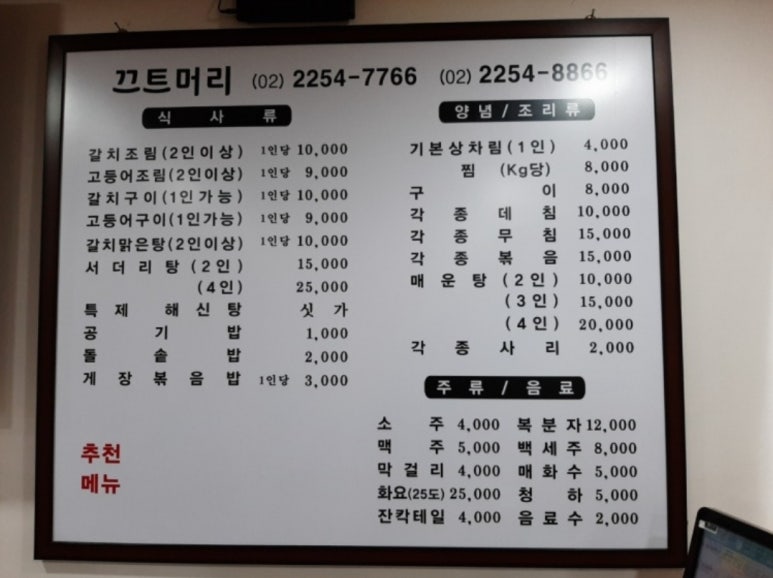 끄트머리 (02) 2254-7766 (02) 2254-8866
식 사 류
갈치조림(2인이상) 1인당 10,000
고등어조림(2인이상) 1인당 9,000
갈치구이(1인가능) 1인당 10,000
고등어구이(1인가능) 1인당 9,000
갈치맑은탕(2인이상) 1인당 10,000
서더리탕 (2인) 15,000
(4인) 25,000
특제 해신탕 싯가
공기밥 1,000
돌솥밥 2,000
게장볶음밥 1인당 3,000
추천
메뉴
양념/조리류
기본상차림(1인) 4,000
찜 (Kg당) 8,000
구이 8,000
각종데침 10,000
각종무침 15,000
각종볶음 15,000
매운탕 (2인) 10,000
(3인) 15,000
(4인) 20,000
각종사리 2,000
주류/음료
소주 4,000 복분자 12,000
맥주 5,000 백세주 8,000
막걸리 4,000 매화수 5,000
화요(25도) 25,000 청하 5,000
잔칵테일 4,000 음료수 2,000